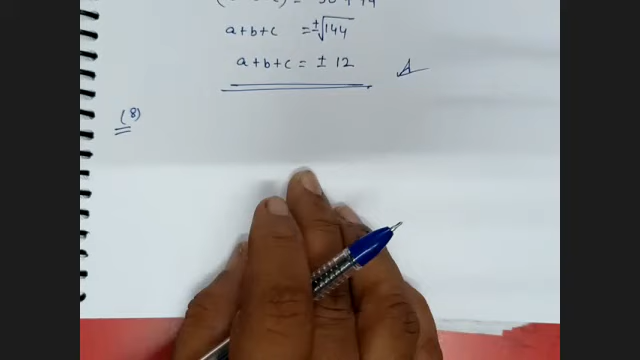 a+b+c = ±√144
a+b+c = ± 12
(8)